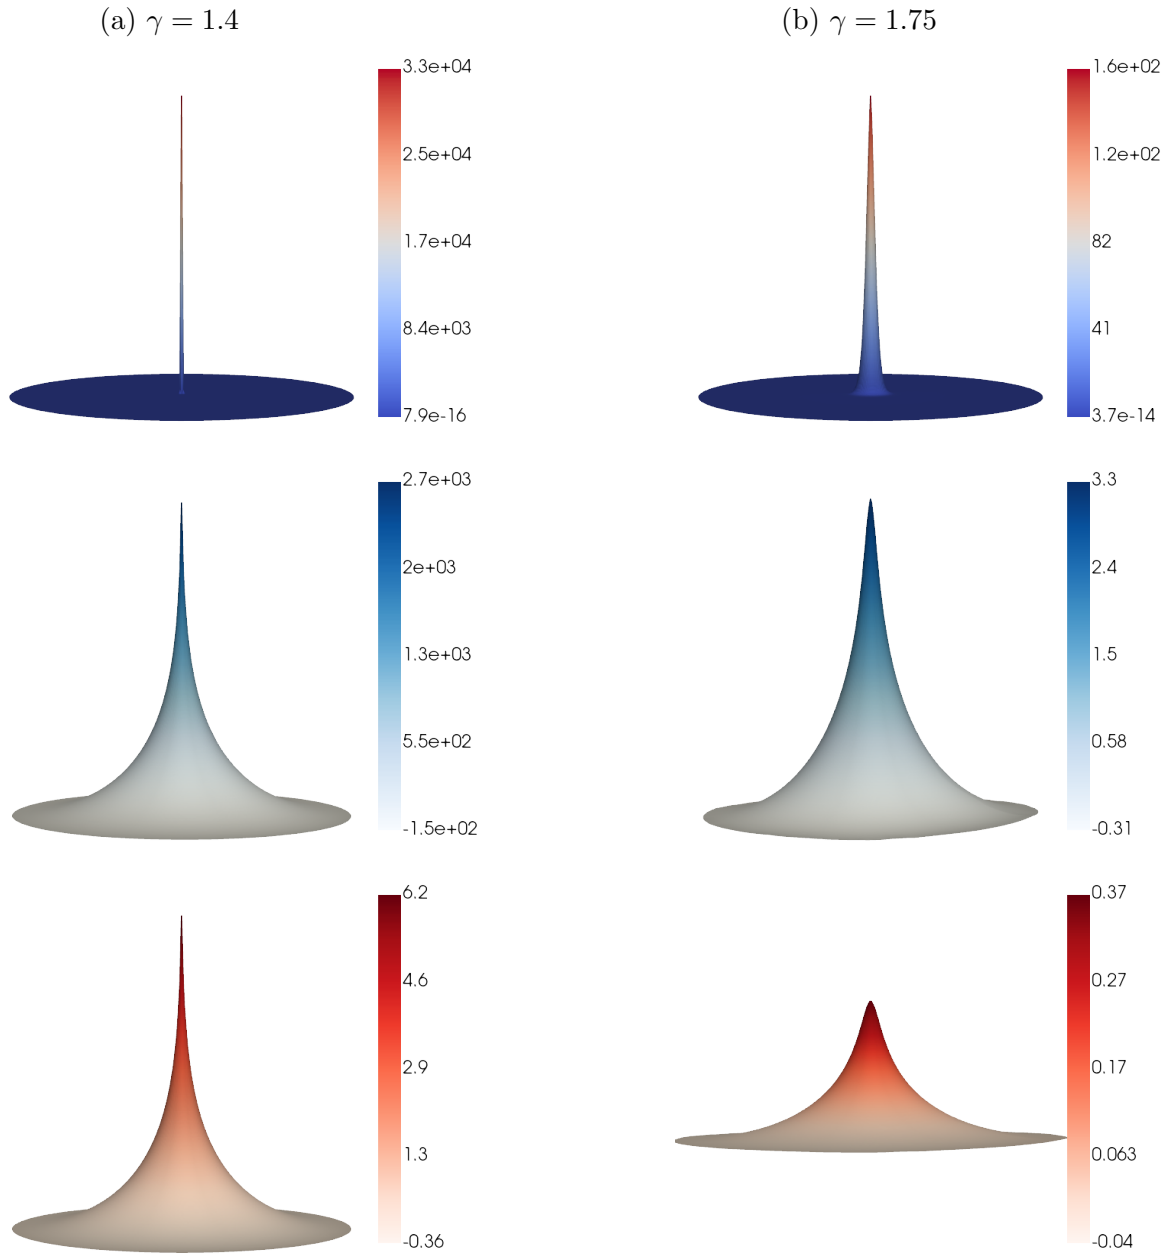 (a) γ = 1.4
(b) γ = 1.75
3.3e+04
2.5e+04
1.7e+04
8.4e+03
7.9e-16
1.6e+02
1.2e+02
82
41
3.7e-14
2.7e+03
2e+03
1.3e+03
5.5e+02
-1.5e+02
3.3
2.4
1.5
0.58
-0.31
6.2
4.6
2.9
1.3
-0.36
0.37
0.27
0.17
0.063
-0.04